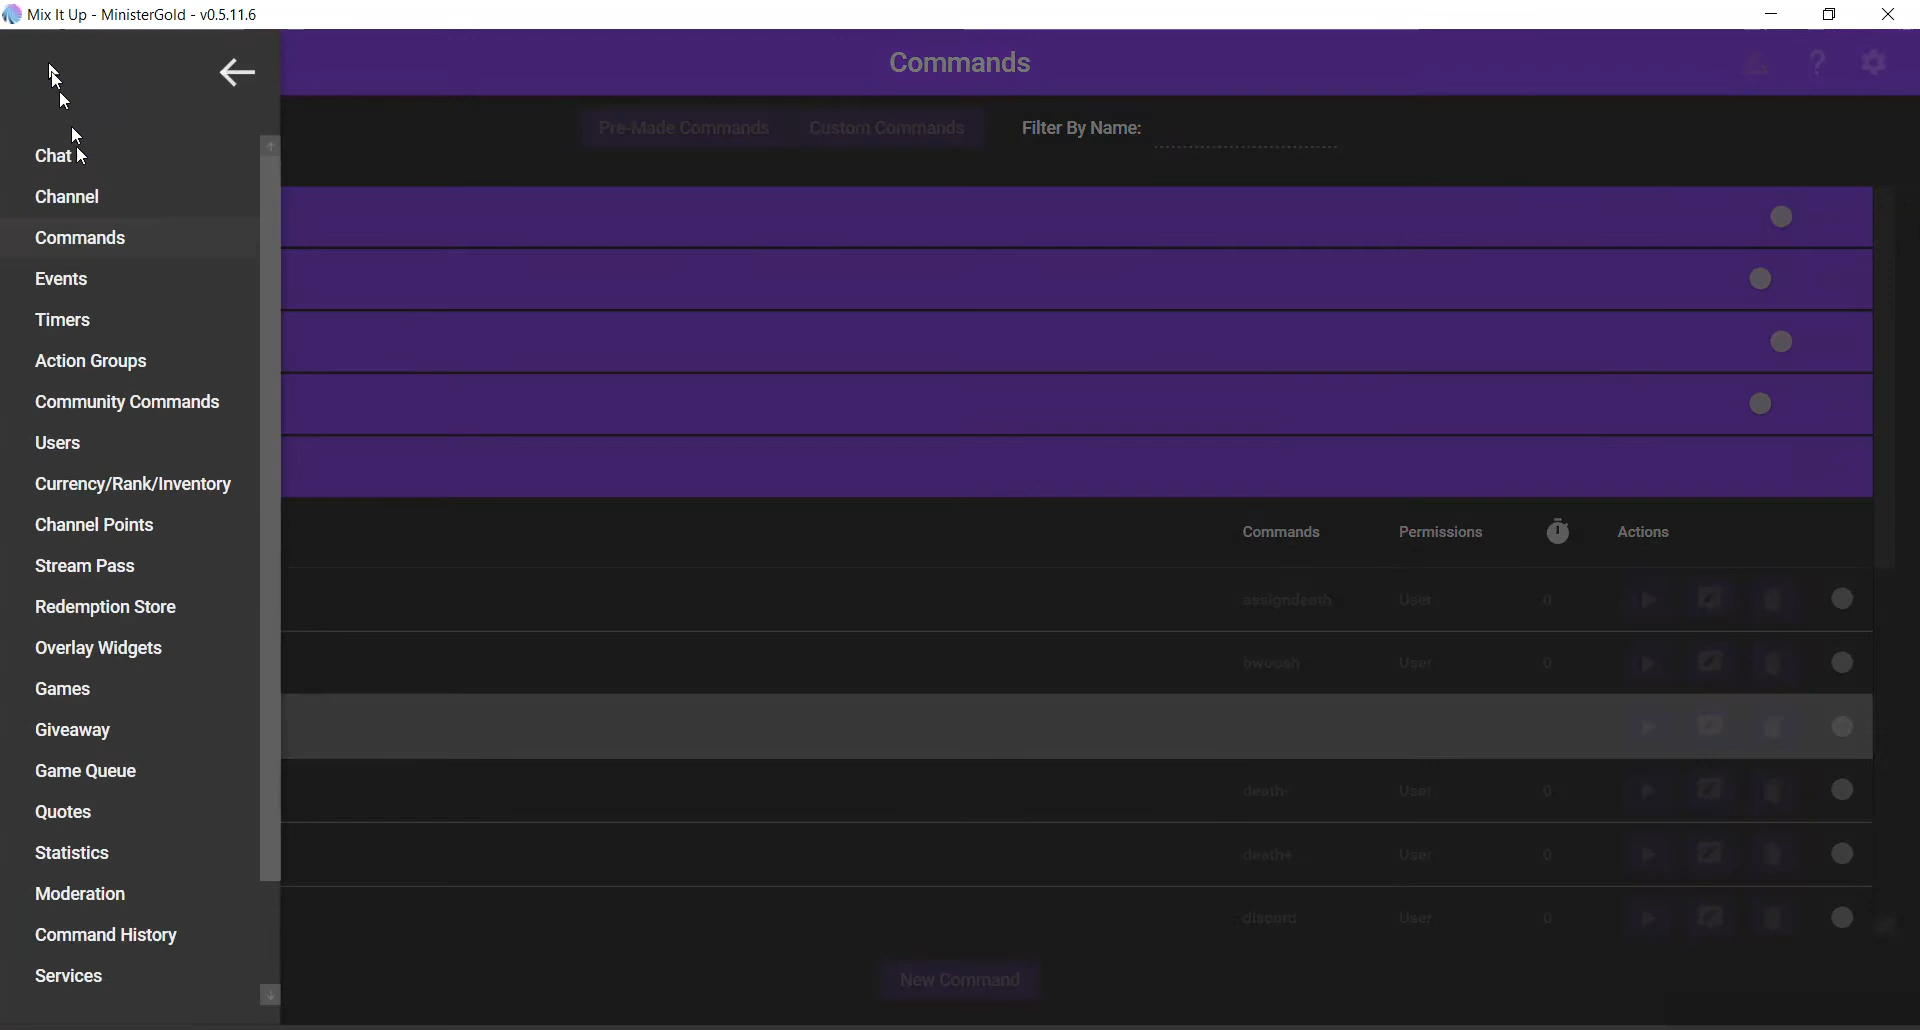 Mix It Up - MinisterGold - v0.5.11.6
Commands
Pre-Made Commands Custom Commands Filter By Name:
Chat
Channel
Commands
Events
Timers
Action Groups
Community Commands
Users
Currency/Rank/Inventory
Channel Points
Stream Pass
Redemption Store
Overlay Widgets
Games
Giveaway
Game Queue
Quotes
Statistics
Moderation
Command History
Services
Commands Permissions Actions
assigndeath User 0
bwoosh User 0
death- User 0
death+ User 0
discord User 0
New Command